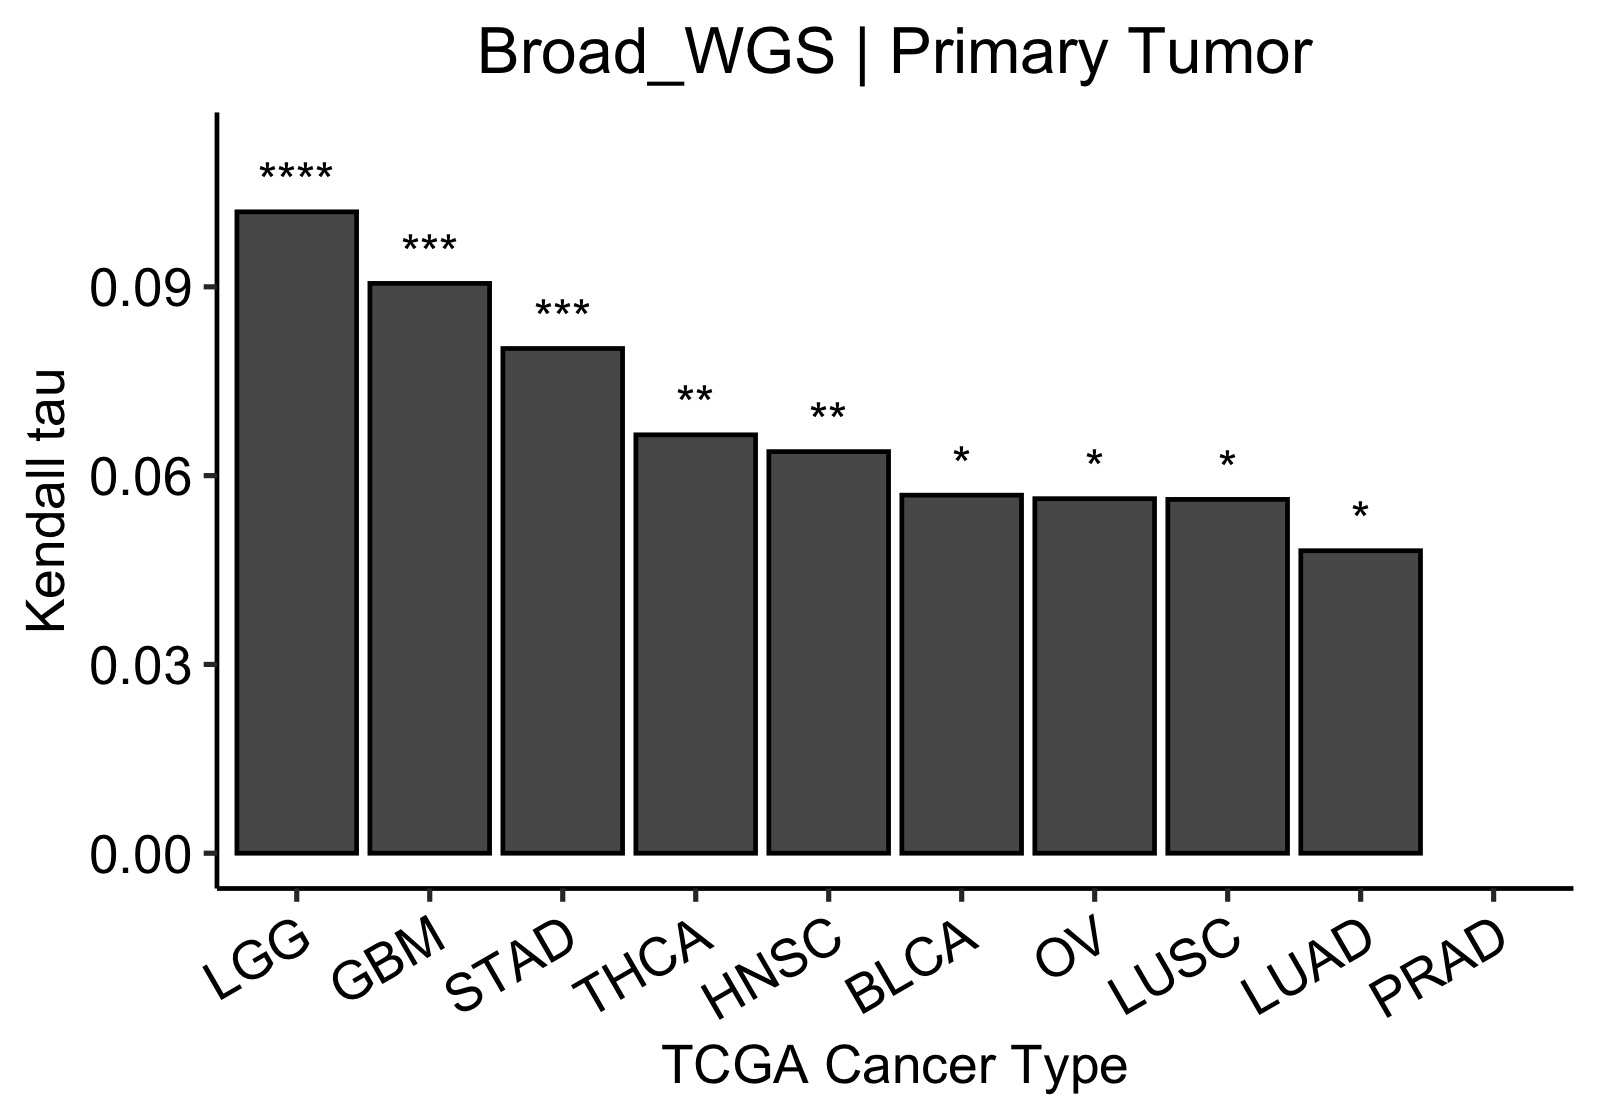 Broad_WGS | Primary Tumor
****
***
***
**
**
*
*
*
*
Kendall tau
0.09
0.06
0.03
0.00
LGG
GBM
STAD
THCA
HNSC
BLCA
OV
LUSC
LUAD
PRAD
TCGA Cancer Type